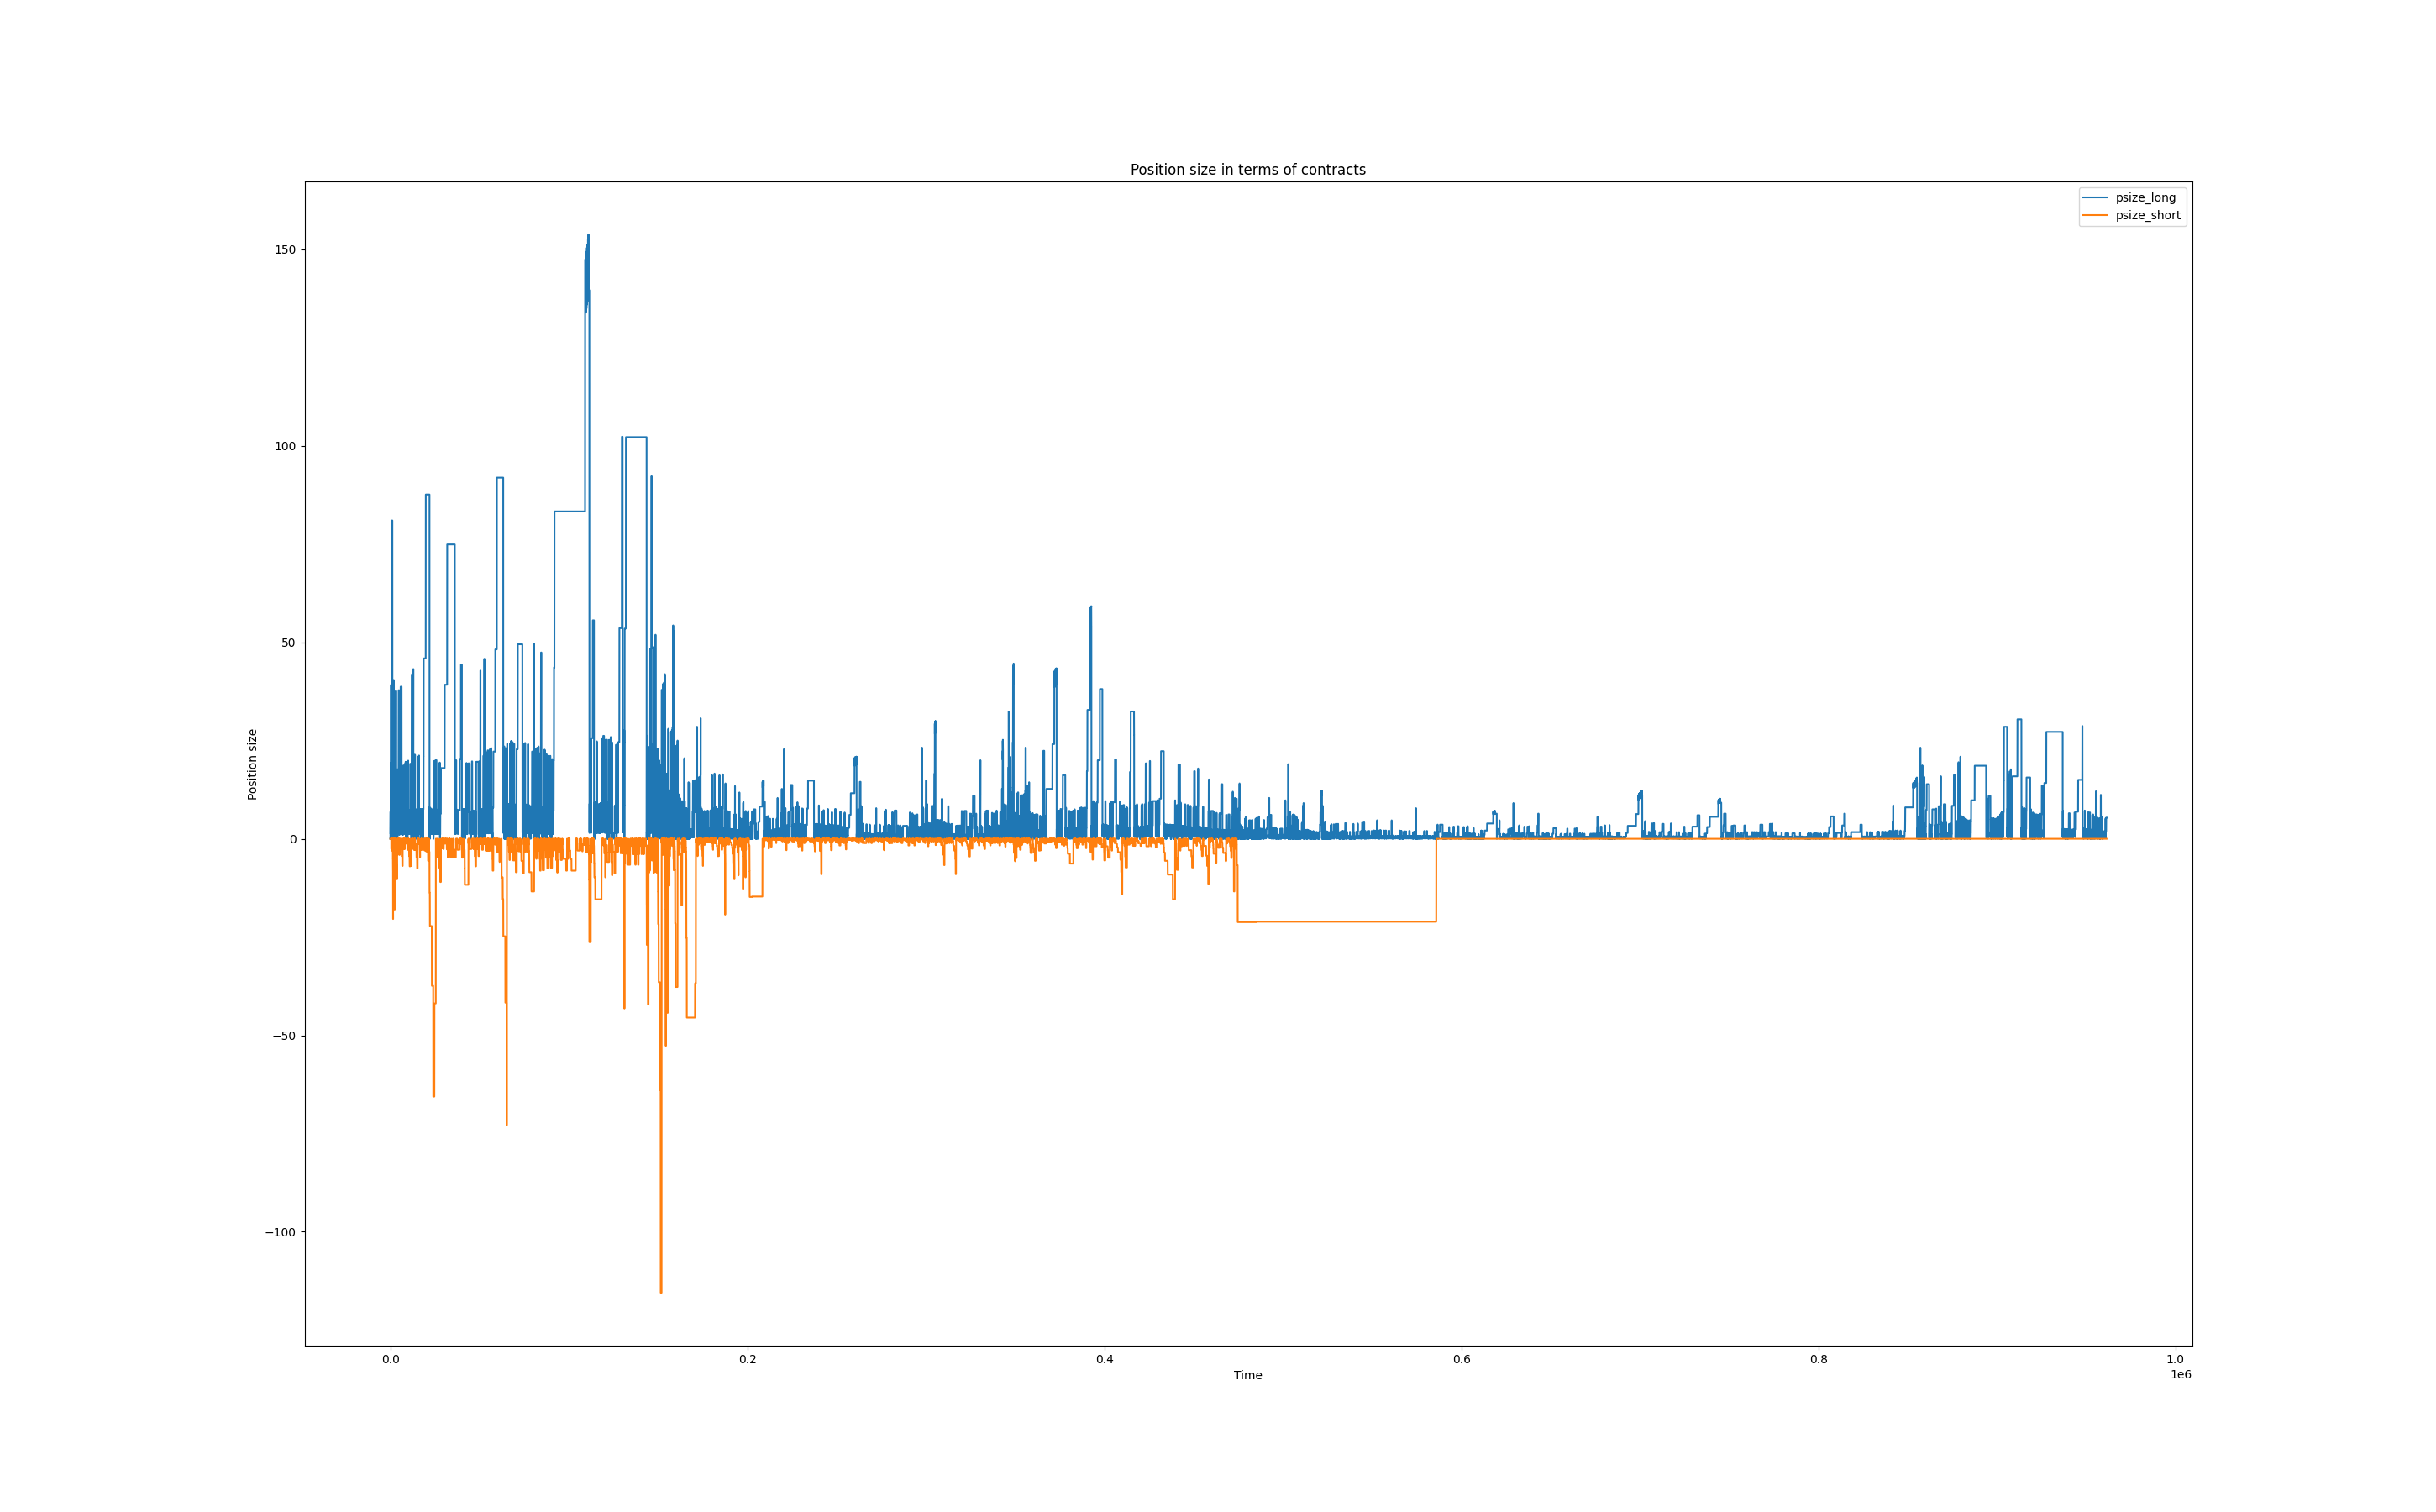 Position size in terms of contracts
psize_long
psize_short
150
100
50
0
−50
−100
Position size
0.0
0.2
0.4
0.6
0.8
1.0
1e6
Time